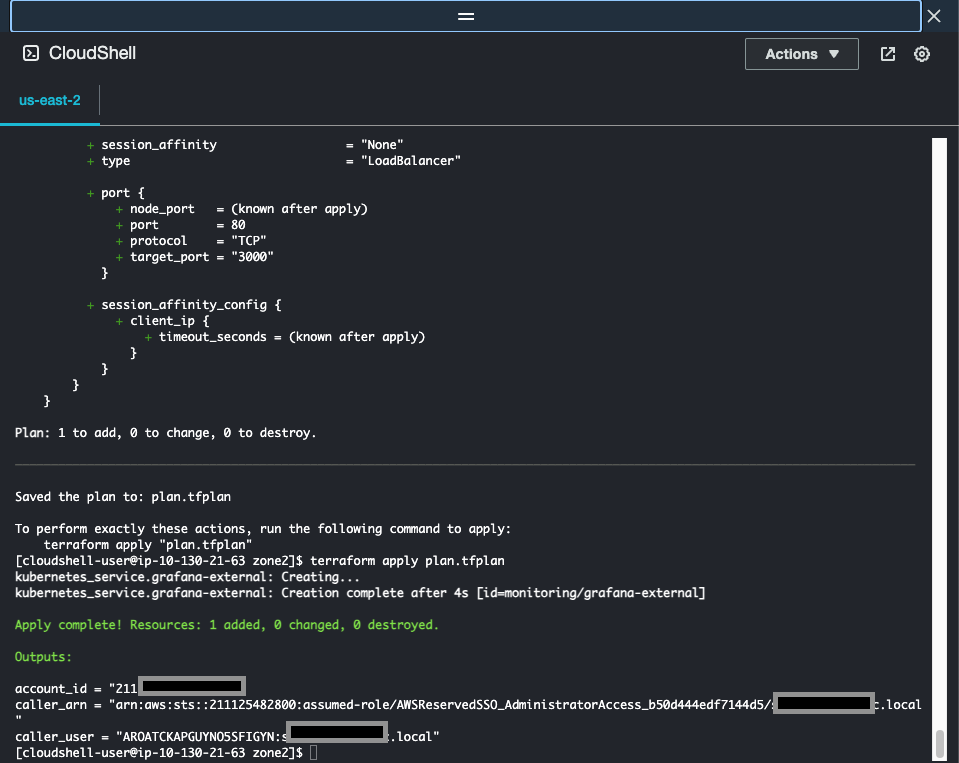 CloudShell
Actions ▼
us-east-2
+ session_affinity = "None"
+ type = "LoadBalancer"
+ port {
+ node_port = (known after apply)
+ port = 80
+ protocol = "TCP"
+ target_port = "3000"
}
+ session_affinity_config {
+ client_ip {
+ timeout_seconds = (known after apply)
}
}
}
}
Plan: 1 to add, 0 to change, 0 to destroy.
Saved the plan to: plan.tfplan
To perform exactly these actions, run the following command to apply:
terraform apply "plan.tfplan"
[cloudshell-user@ip-10-130-21-63 zone2]$ terraform apply plan.tfplan
kubernetes_service.grafana-external: Creating...
kubernetes_service.grafana-external: Creation complete after 4s [id=monitoring/grafana-external]
Apply complete! Resources: 1 added, 0 changed, 0 destroyed.
Outputs:
account_id = "211
caller_arn = "arn:aws:sts::211125482800:assumed-role/AWSReservedSSO_AdministratorAccess_b50d444edf7144d5/ .local
"
caller_user = "AROATCKAPGUYNO5SFIGYN: .local"
[cloudshell-user@ip-10-130-21-63 zone2]$